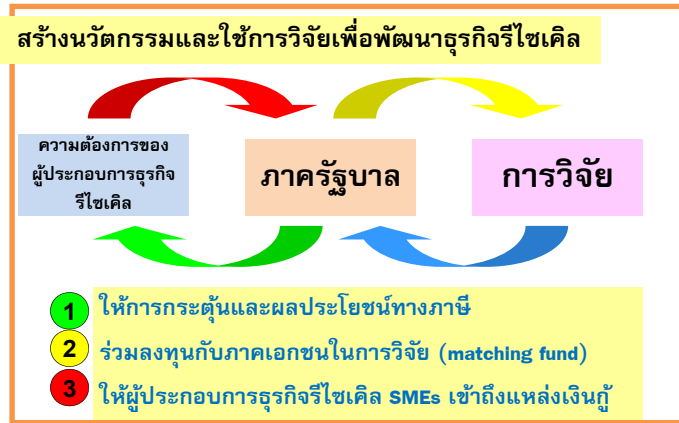 สร้างนวัตกรรมและใช้การวิจัยเพื่อพัฒนาธุรกิจรีไซเคิล
ความต้องการของ
ผู้ประกอบการธุรกิจ
รีไซเคิล
ภาครัฐบาล
การวิจัย
1 ให้การกระตุ้นและผลประโยชน์ทางภาษี
2 ร่วมลงทุนกับภาคเอกชนในการวิจัย (matching fund)
3 ให้ผู้ประกอบการธุรกิจรีไซเคิล SMEs เข้าถึงแหล่งเงินกู้